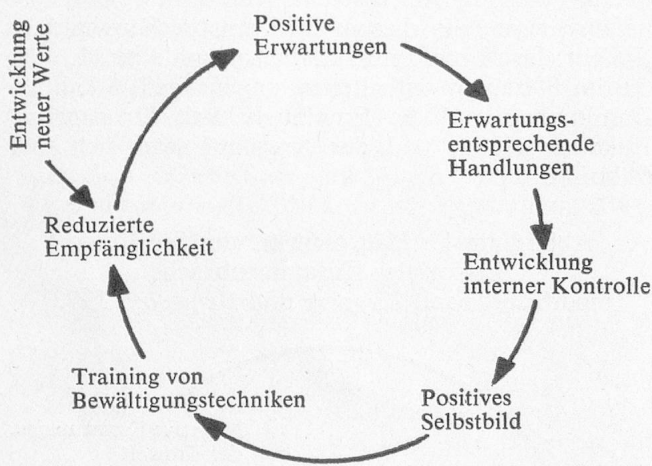 Entwicklung
neuer Werte
Positive
Erwartungen
Erwartungs-
entsprechende
Handlungen
Entwicklung
interner Kontrolle
Positives
Selbstbild
Training von
Bewältigungstechniken
Reduzierte
Empfänglichkeit